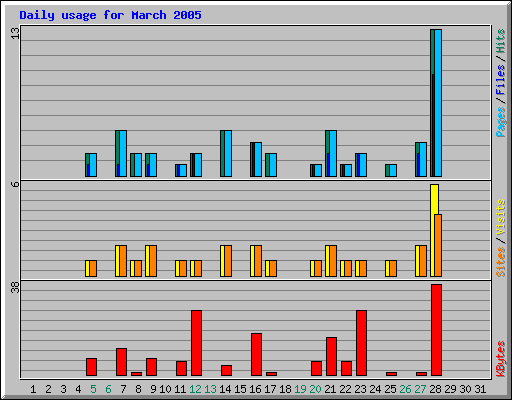 Daily usage for March 2005
13
Pages / Files / Hits
6
Sites / Visits
38
KBytes
1 2 3 4 5 6 7 8 9 10 11 12 13 14 15 16 17 18 19 20 21 22 23 24 25 26 27 28 29 30 31